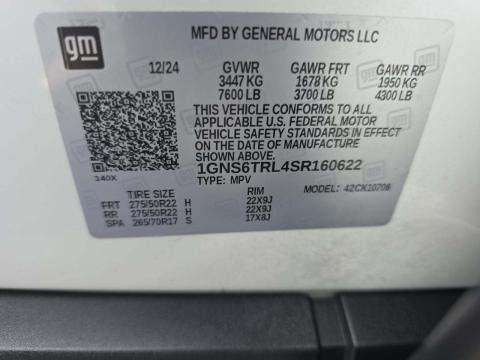 gm
MFD BY GENERAL MOTORS LLC
12/24 GVWR GAWR FRT GAWR RR
3447 KG 1678 KG 1950 KG
7600 LB 3700 LB 4300 LB
THIS VEHICLE CONFORMS TO ALL
APPLICABLE U.S. FEDERAL MOTOR
VEHICLE SAFETY STANDARDS IN EFFECT
ON THE DATE OF MANUFACTURE
SHOWN ABOVE.
1GNS6TRL4SR160622
TYPE: MPV MODEL: 42CK10706
140X
TIRE SIZE RIM
FRT 275/50R22 H 22X9J
RR 275/50R22 H 22X9J
SPA 265/70R17 S 17X8J